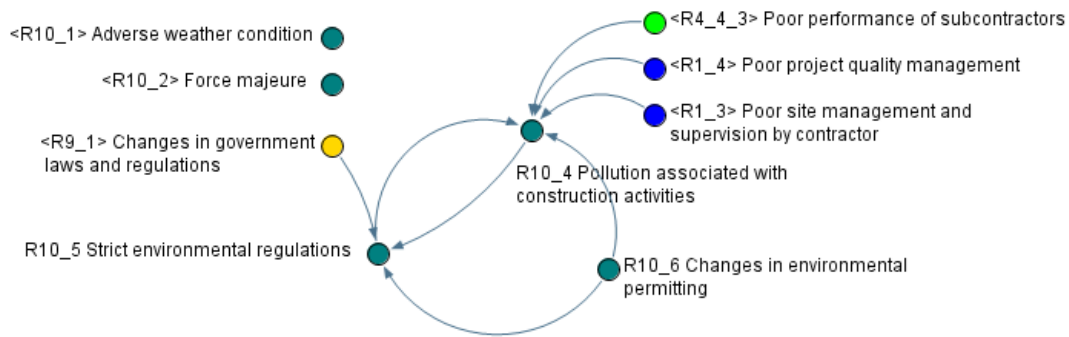 <R10_1> Adverse weather condition
<R10_2> Force majeure
<R9_1> Changes in government
laws and regulations
R10_5 Strict environmental regulations
<R4_4_3> Poor performance of subcontractors
<R1_4> Poor project quality management
<R1_3> Poor site management and
supervision by contractor
R10_4 Pollution associated with
construction activities
R10_6 Changes in environmental
permitting